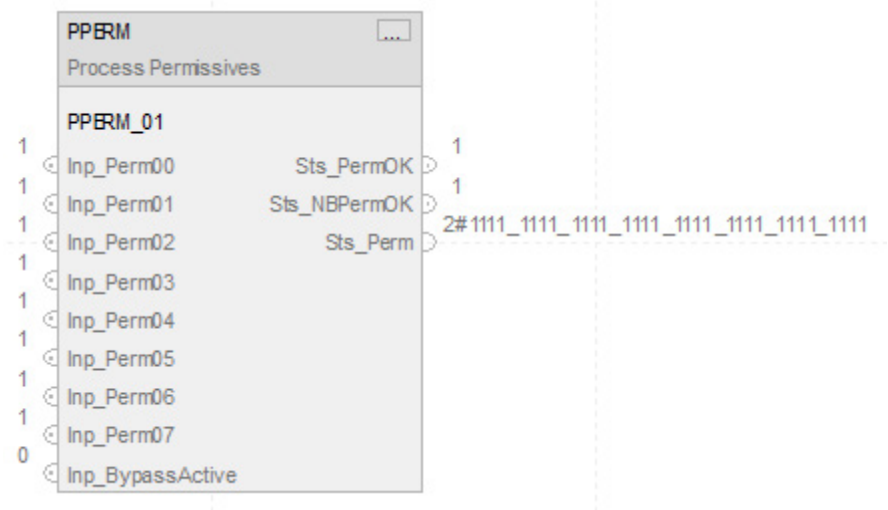 PPERM ...
Process Permissives
PPERM_01
1 1
Inp_Perm00 Sts_PermOK
1 1
Inp_Perm01 Sts_NBPermOK
1 2#1111_1111_1111_1111_1111_1111_1111_1111
Inp_Perm02 Sts_Perm
1
Inp_Perm03
1
Inp_Perm04
1
Inp_Perm05
1
Inp_Perm06
1
Inp_Perm07
0
Inp_BypassActive